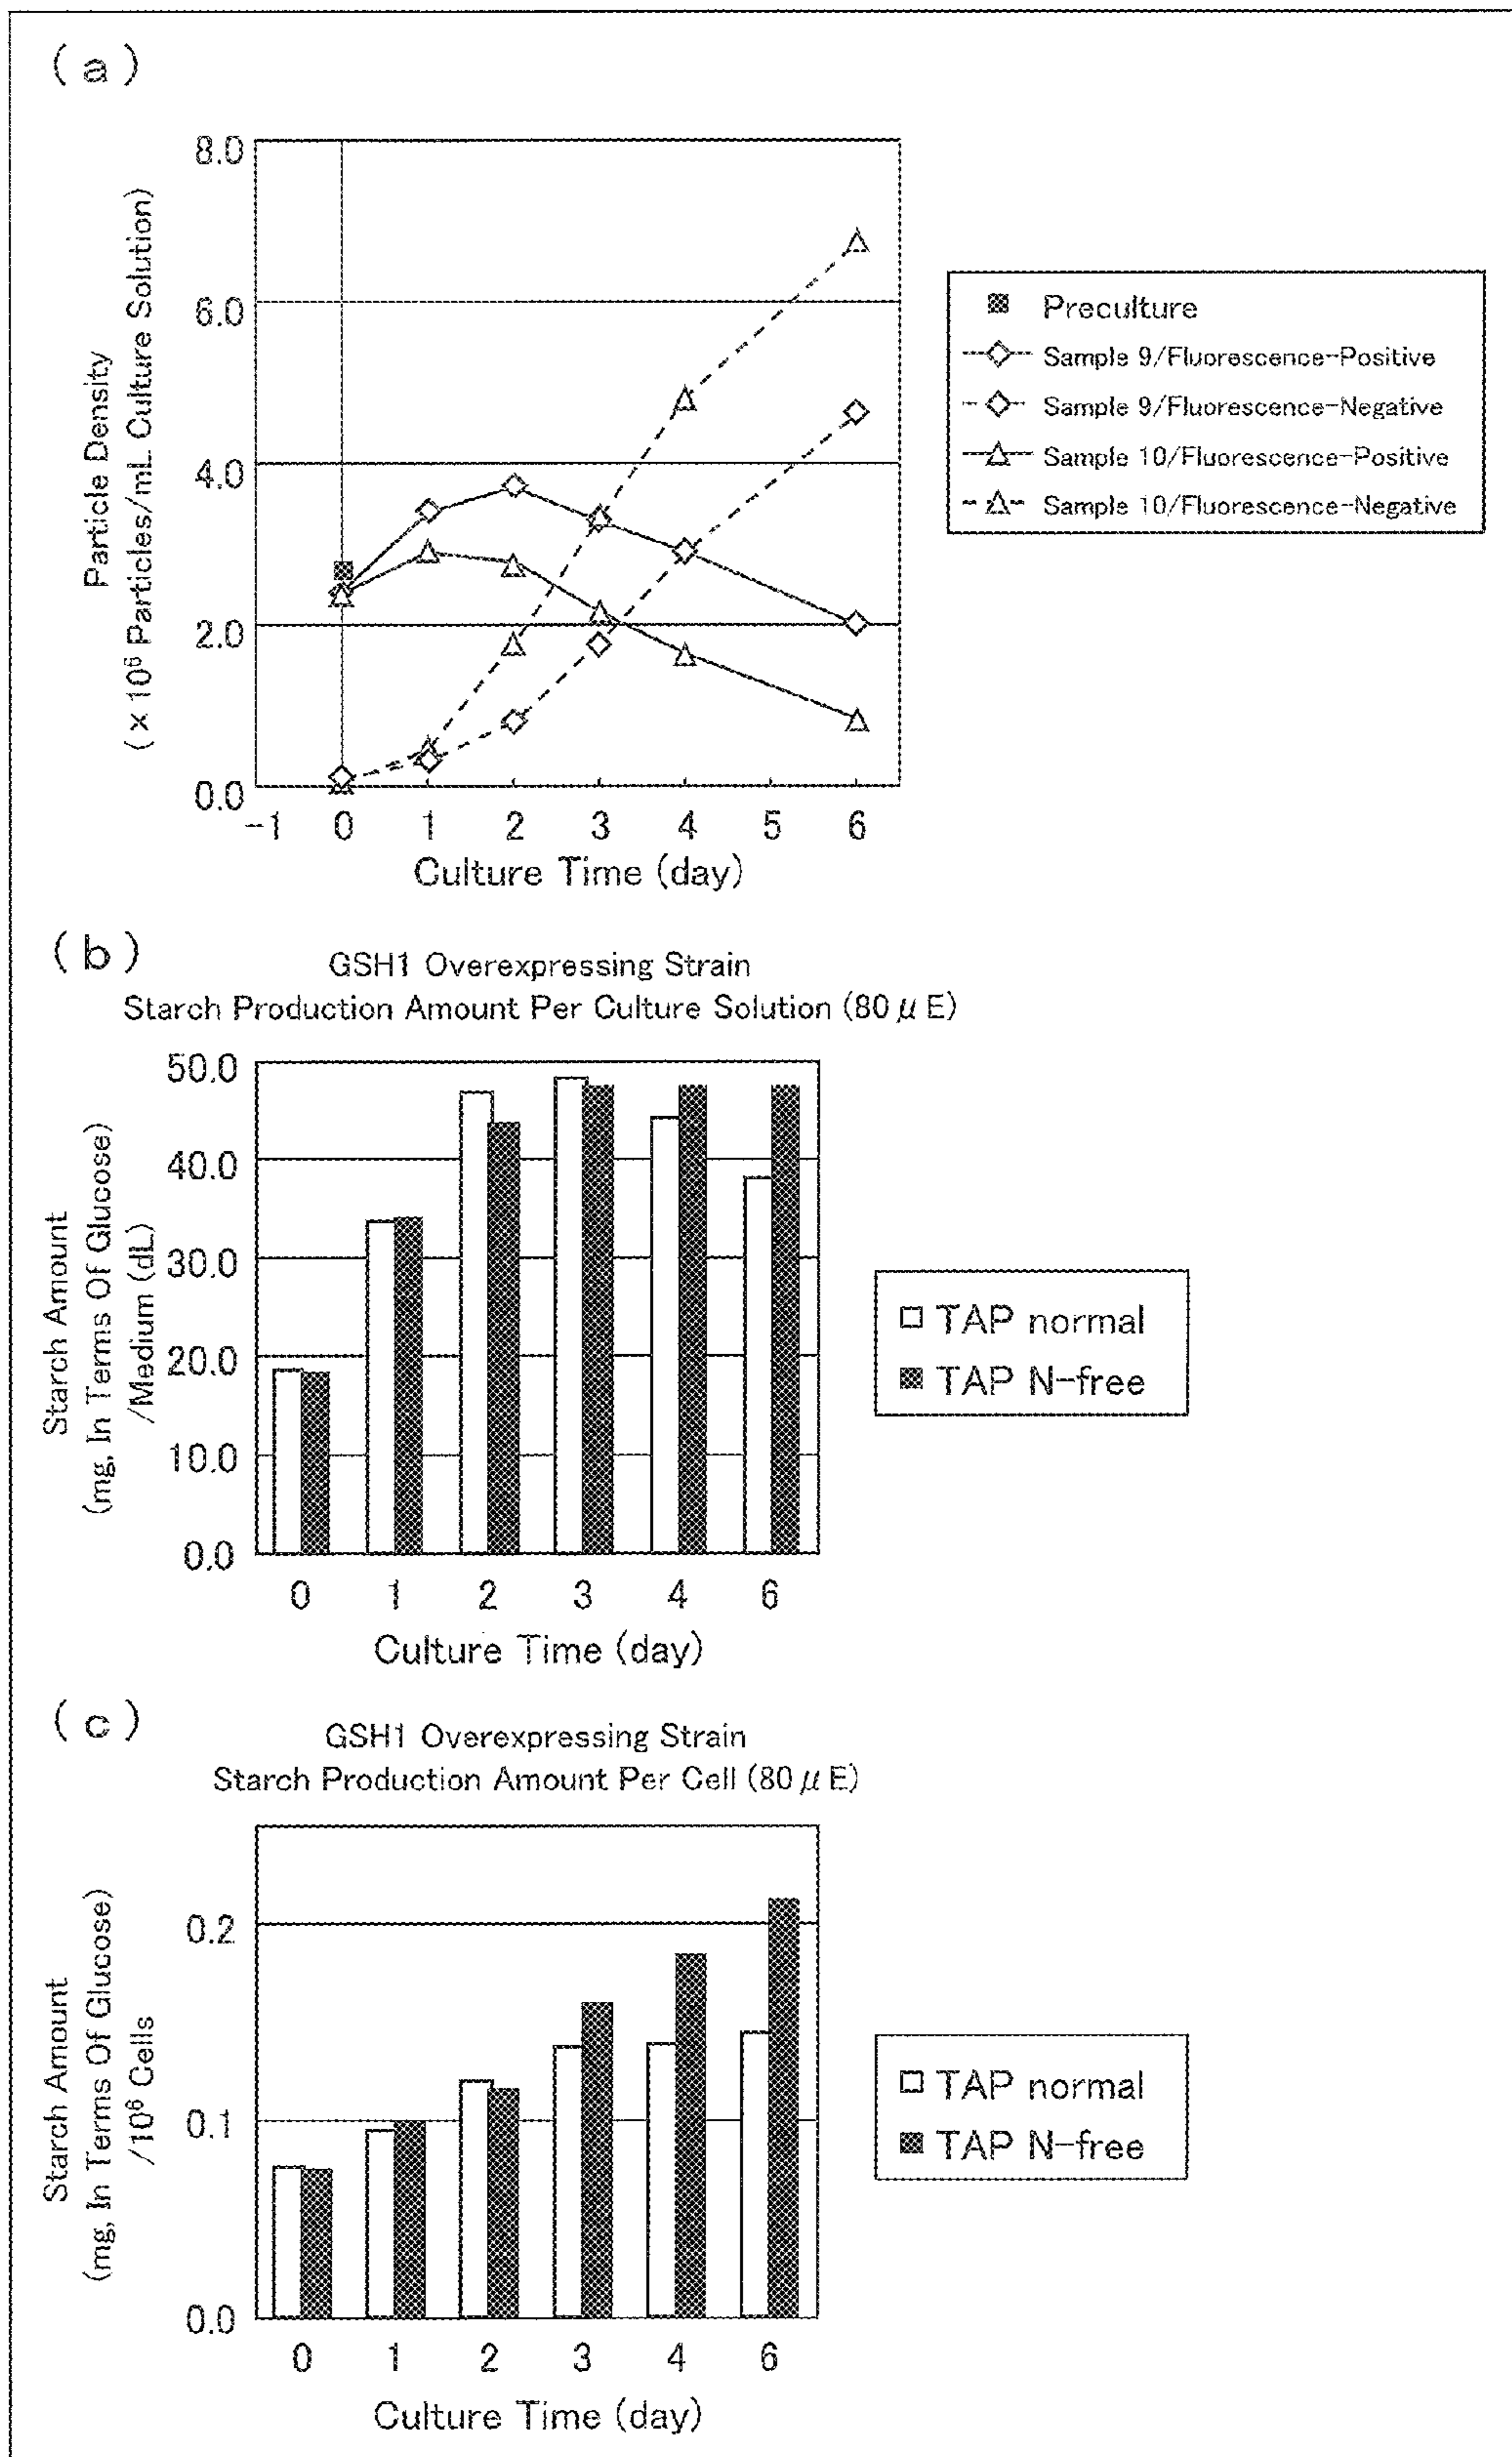 (a)
8.0
6.0
4.0
2.0
0.0
Particle Density
(×10⁶ Particles/mL Culture Solution)
-1 0 1 2 3 4 5 6
Culture Time (day)
Preculture
Sample 9/Fluorescence-Positive
Sample 9/Fluorescence-Negative
Sample 10/Fluorescence-Positive
Sample 10/Fluorescence-Negative
(b)
GSH1 Overexpressing Strain
Starch Production Amount Per Culture Solution (80μE)
50.0
40.0
30.0
20.0
10.0
0.0
Starch Amount
(mg, In Terms Of Glucose)
/Medium (dL)
0 1 2 3 4 6
Culture Time (day)
TAP normal
TAP N-free
(c)
GSH1 Overexpressing Strain
Starch Production Amount Per Cell (80μE)
0.2
0.1
0.0
Starch Amount
(mg, In Terms Of Glucose)
/10⁶ Cells
0 1 2 3 4 6
Culture Time (day)
TAP normal
TAP N-free